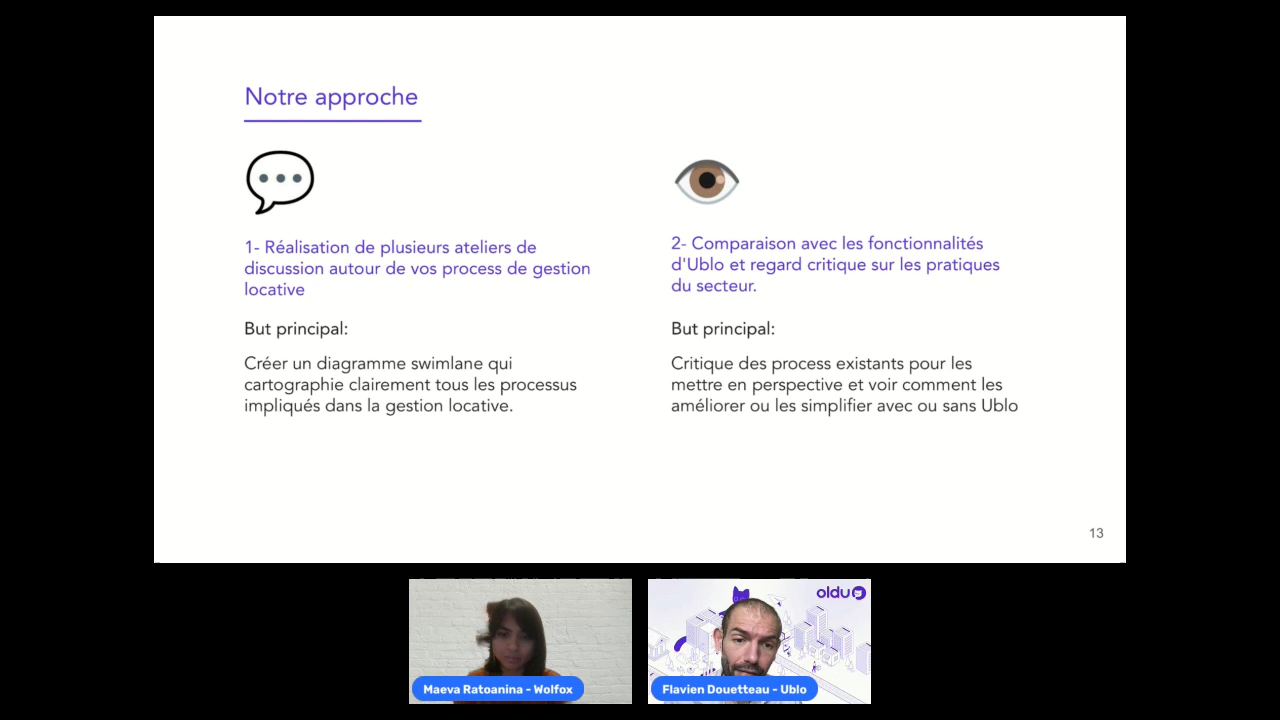 Notre approche
1- Réalisation de plusieurs ateliers de
discussion autour de vos process de gestion
locative
But principal:
Créer un diagramme swimlane qui
cartographie clairement tous les processus
impliqués dans la gestion locative.
2- Comparaison avec les fonctionnalités
d'Ublo et regard critique sur les pratiques
du secteur.
But principal:
Critique des process existants pour les
mettre en perspective et voir comment les
améliorer ou les simplifier avec ou sans Ublo
13
oldu
Maeva Ratoanina - Wolfox
Flavien Douetteau - Ublo